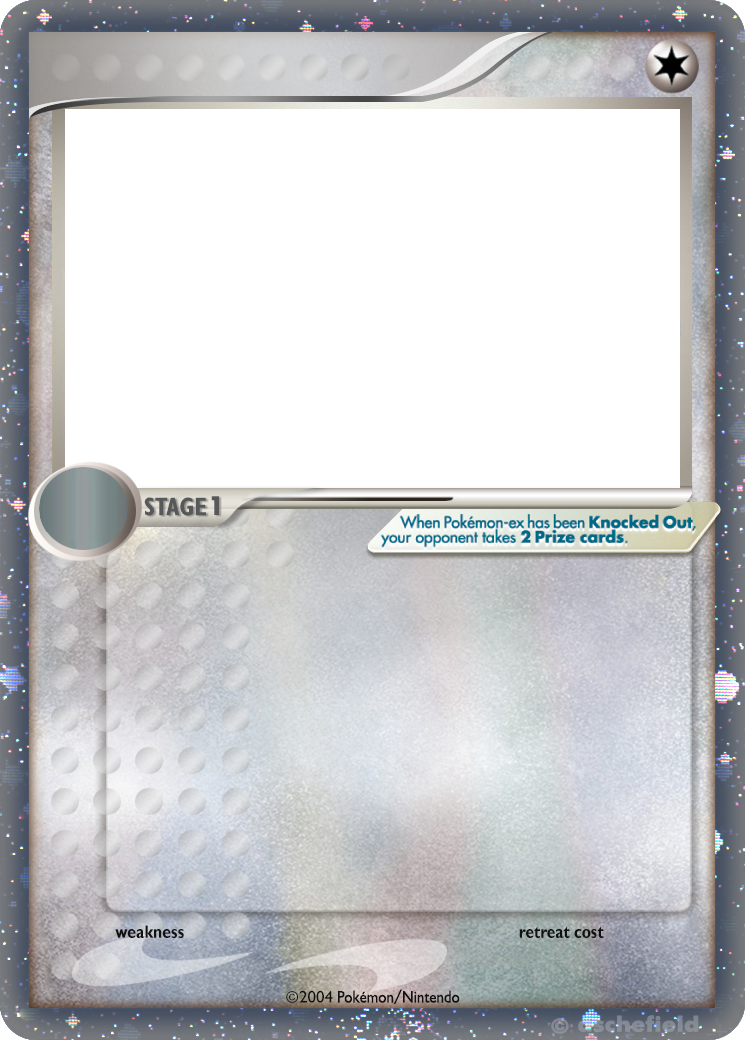 STAGE 1
When Pokémon-ex has been Knocked Out,
your opponent takes 2 Prize cards.
weakness
retreat cost
©2004 Pokémon/Nintendo
© aschefield